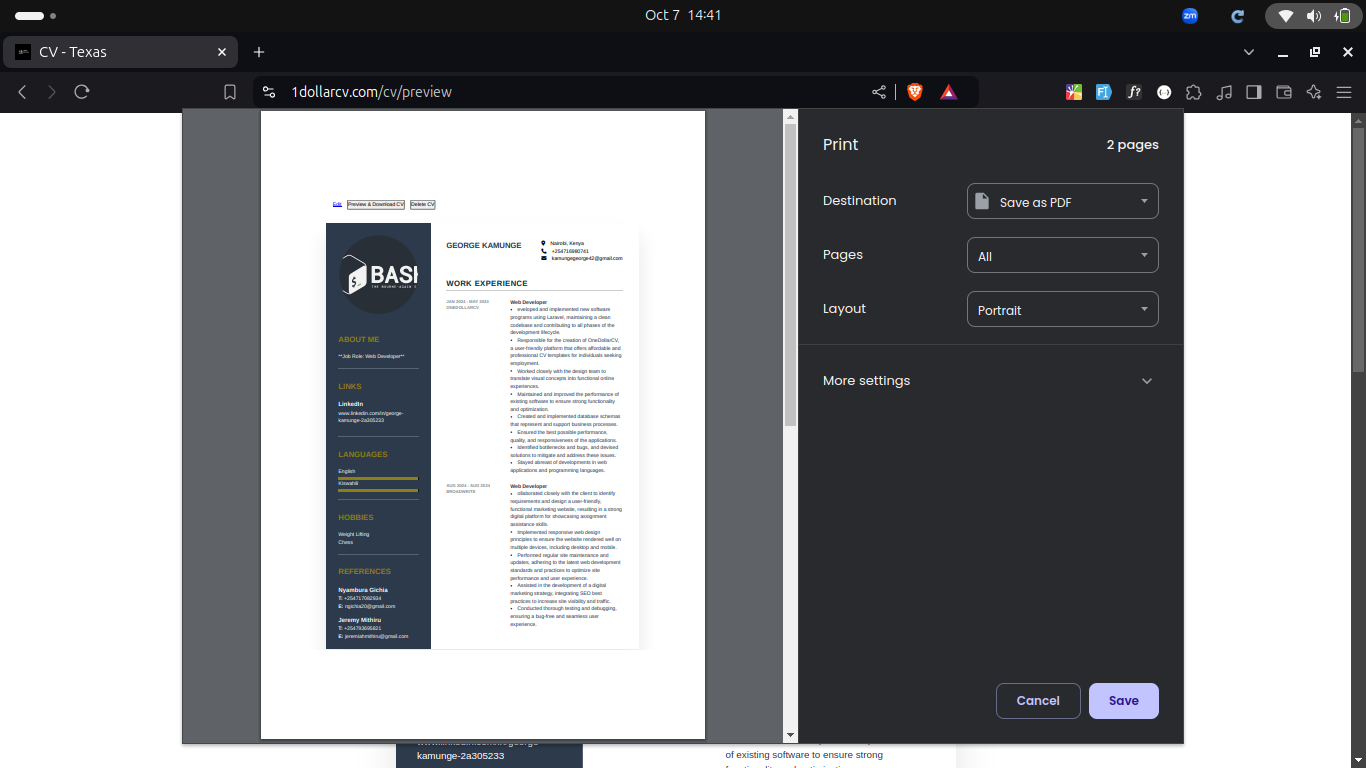 Oct 7 14:41
zm
CV - Texas
1dollarcv.com/cv/preview
f?
Print
2 pages
Destination
Save as PDF
Pages
All
Layout
Portrait
More settings
Cancel
Save
Edit
Preview & Download CV
Delete CV
BASH
ABOUT ME
**Job Role: Web Developer**
LINKS
LinkedIn
www.linkedin.com/in/george-
kamunge-2a305233
LANGUAGES
English
Kiswahili
HOBBIES
Weight Lifting
Chess
REFERENCES
Nyambura Gichia
T: +254717082934
E: ngichia20@gmail.com
Jeremy Mithiru
T: +254793695821
E: jeremiahmithiru@gmail.com
GEORGE KAMUNGE
Nairobi, Kenya
+254716980741
kamungegeorge42@gmail.com
WORK EXPERIENCE
JAN 2024 - MAY 2024
ONEDOLLARCV
Web Developer
• eveloped and implemented new software
programs using Laravel, maintaining a clean
codebase and contributing to all phases of the
development lifecycle.
• Responsible for the creation of OneDollarCV,
a user-friendly platform that offers affordable and
professional CV templates for individuals seeking
employment.
• Worked closely with the design team to
translate visual concepts into functional online
experiences.
• Maintained and improved the performance of
existing software to ensure strong functionality
and optimization.
• Created and implemented database schemas
that represent and support business processes.
• Ensured the best possible performance,
quality, and responsiveness of the applications.
• Identified bottlenecks and bugs, and devised
solutions to mitigate and address these issues.
• Stayed abreast of developments in web
applications and programming languages.
AUG 2024 - AUG 2024
BROADWRITE
Web Developer
• ollaborated closely with the client to identify
requirements and design a user-friendly,
functional marketing website, resulting in a strong
digital platform for showcasing assignment
assistance skills.
• Implemented responsive web design
principles to ensure the website rendered well on
multiple devices, including desktop and mobile.
• Performed regular site maintenance and
updates, adhering to the latest web development
standards and practices to optimize site
performance and user experience.
• Assisted in the development of a digital
marketing strategy, integrating SEO best
practices to increase site visibility and traffic.
• Conducted thorough testing and debugging,
ensuring a bug-free and seamless user
experience.
kamunge-2a305233
of existing software to ensure strong